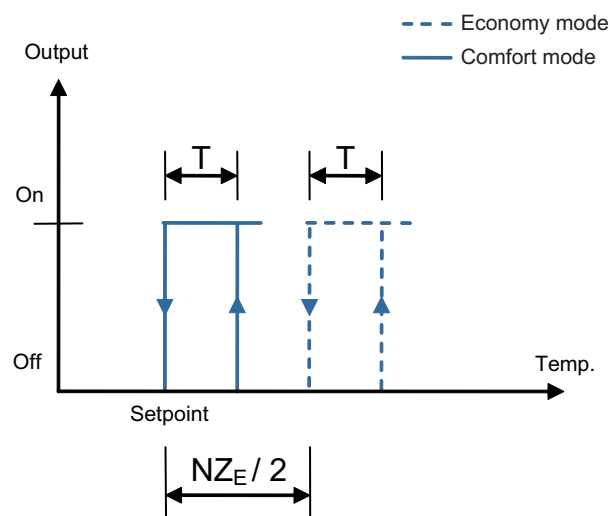 Economy mode
Output
Comfort mode
T
T
On
Off
Temp.
Setpoint
NZE / 2